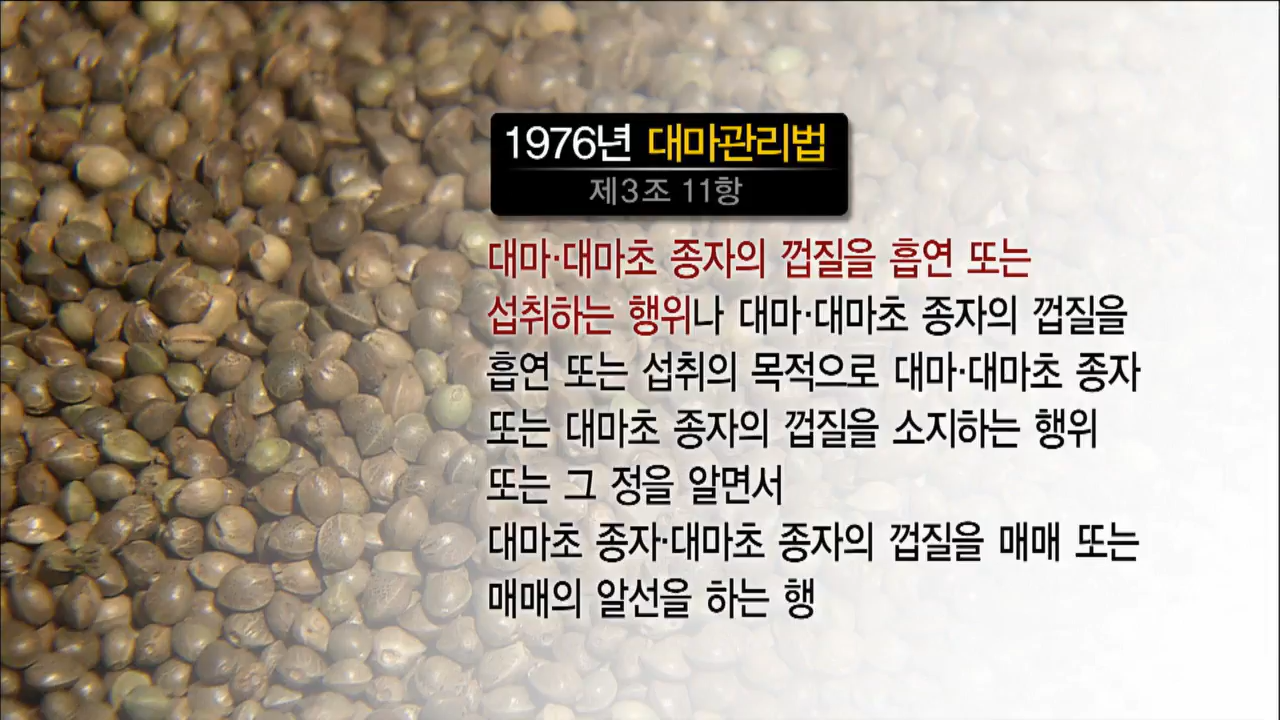 1976년 대마관리법
제3조 11항
대마·대마초 종자의 껍질을 흡연 또는
섭취하는 행위나 대마·대마초 종자의 껍질을
흡연 또는 섭취의 목적으로 대마·대마초 종자
또는 대마초 종자의 껍질을 소지하는 행위
또는 그 정을 알면서
대마초 종자·대마초 종자의 껍질을 매매 또는
매매의 알선을 하는 행